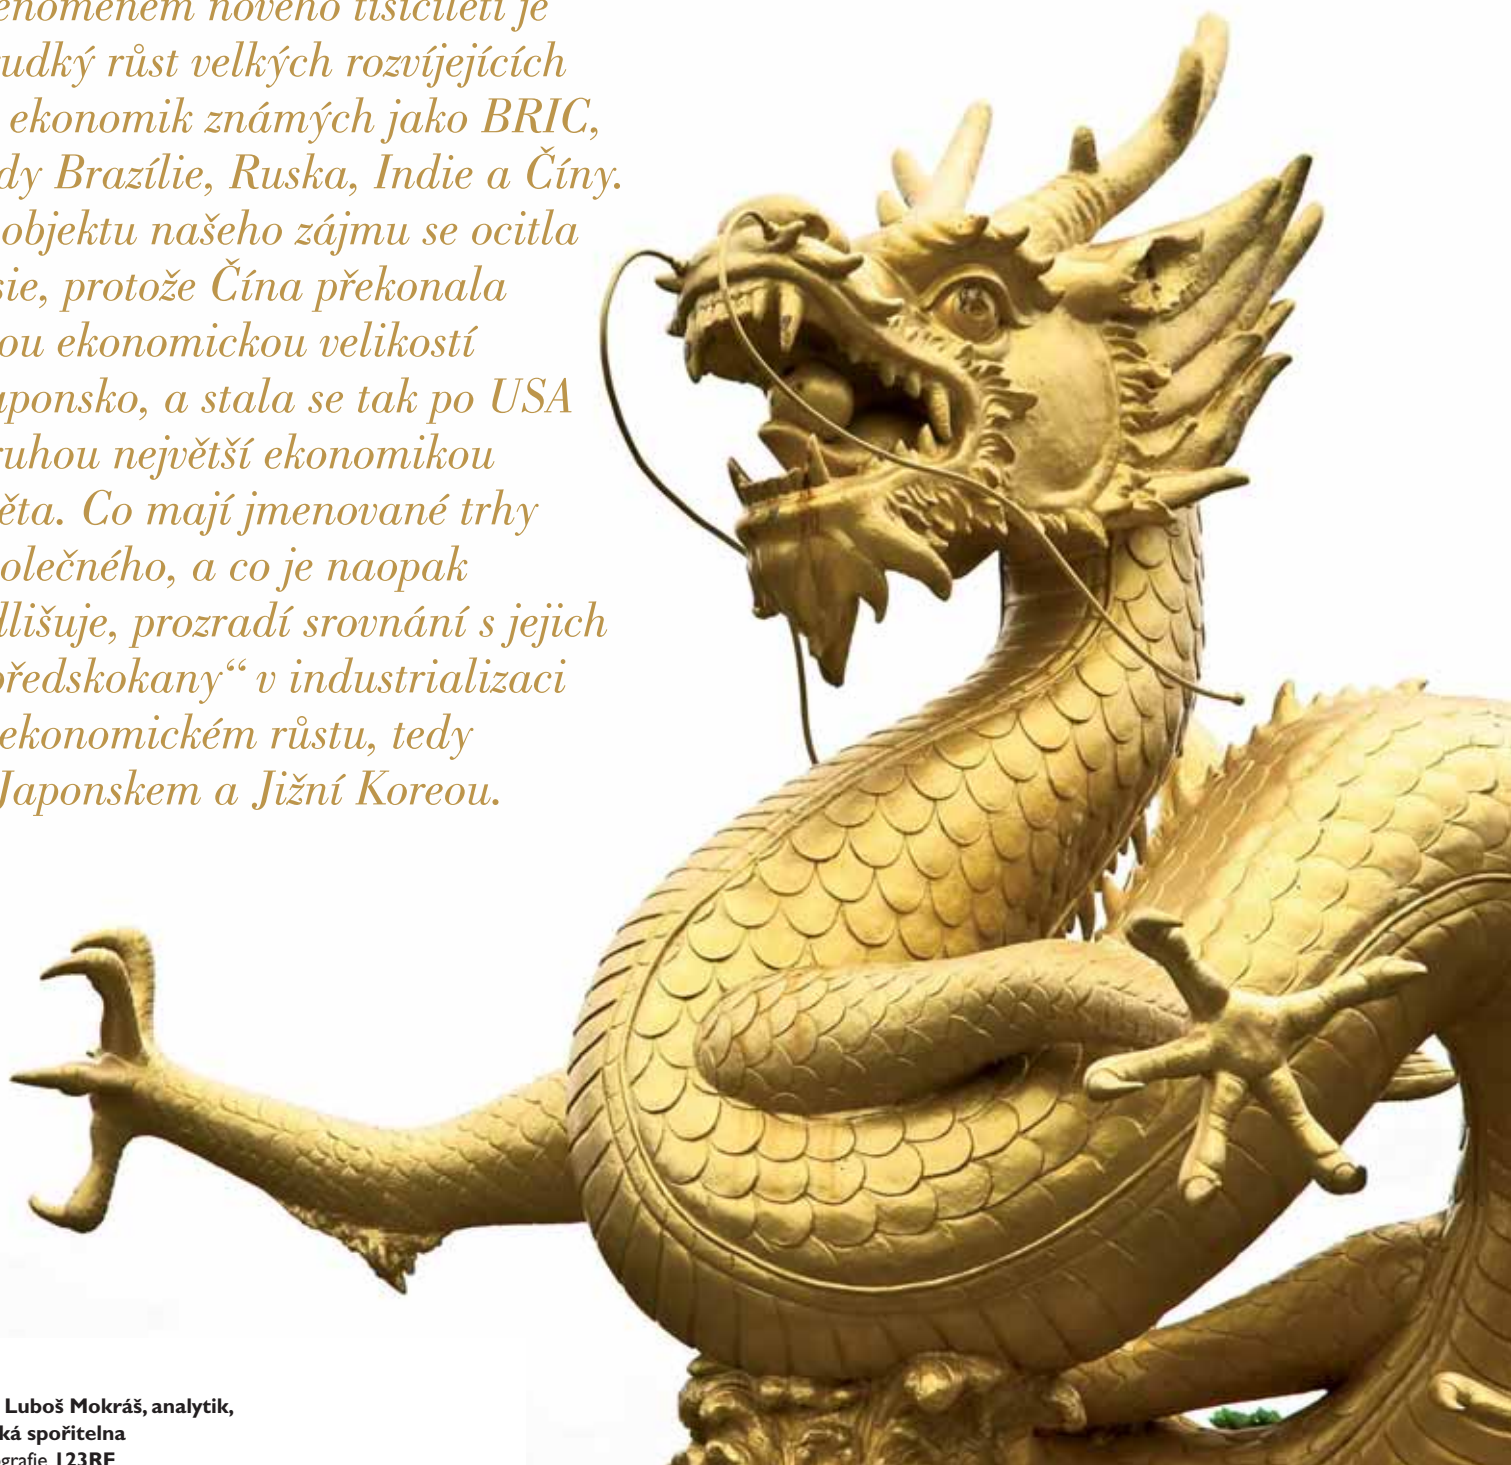 enoménem nového tisíciletí je
udký růst velkých rozvíjejících
ekonomik známých jako BRIC,
dy Brazílie, Ruska, Indie a Číny.
objektu našeho zájmu se ocitla
sie, protože Čína překonala
ou ekonomickou velikostí
aponsko, a stala se tak po USA
ruhou největší ekonomikou
ěta. Co mají jmenované trhy
olečného, a co je naopak
dlišuje, prozradí srovnání s jejich
předskokany“ v industrializaci
ekonomickém růstu, tedy
Japonskem a Jižní Koreou.
Luboš Mokráš, analytik,
ká spořitelna
grafie 123RF